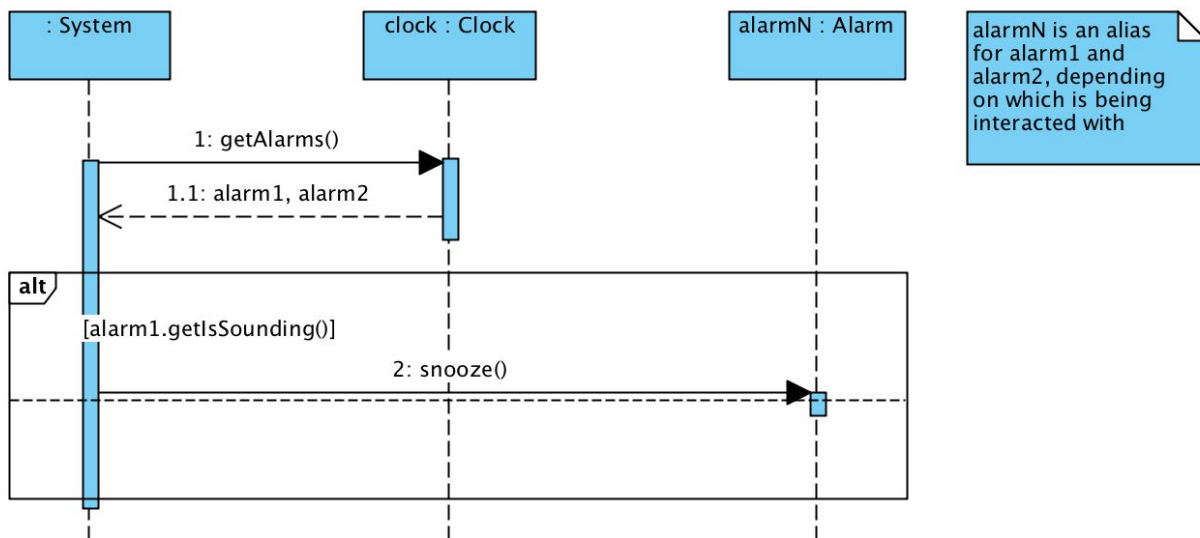 : System
clock : Clock
alarmN : Alarm
alarmN is an alias
for alarm1 and
alarm2, depending
on which is being
interacted with
1: getAlarms()
1.1: alarm1, alarm2
alt
[alarm1.getIsSounding()]
2: snooze()